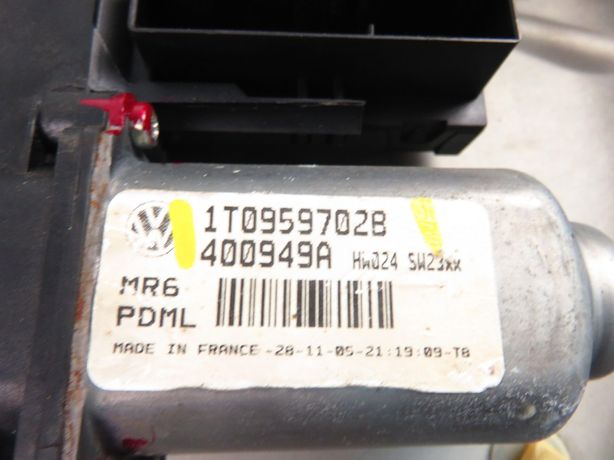 1T0959702B
400949A HW024 SW23xx
MR6
PDML
MADE IN FRANCE -28-11-05-21:19:09-T8